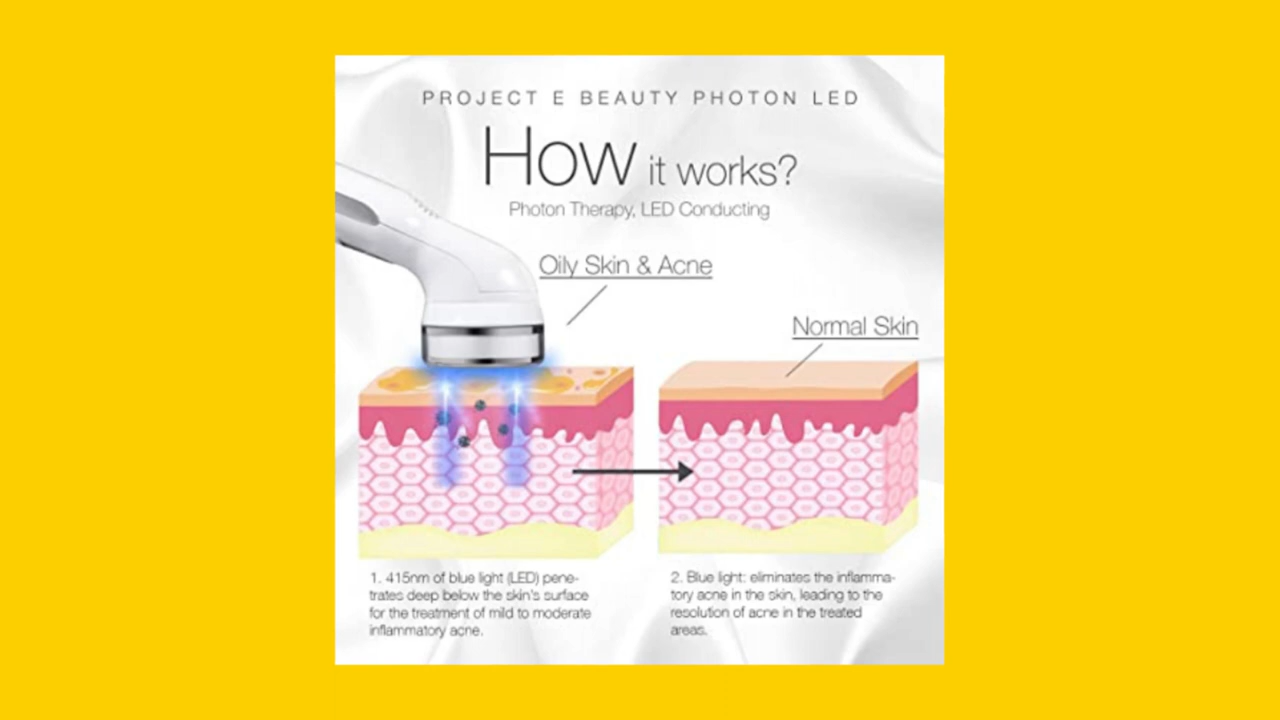 PROJECT E BEAUTY PHOTON LED
How it works?
Photon Therapy, LED Conducting
Oily Skin & Acne
Normal Skin
1. 415nm of blue light (LED) pene-
trates deep below the skin's surface
for the treatment of mild to moderate
inflammatory acne.
2. Blue light: eliminates the inflamma-
tory acne in the skin, leading to the
resolution of acne in the treated
areas.